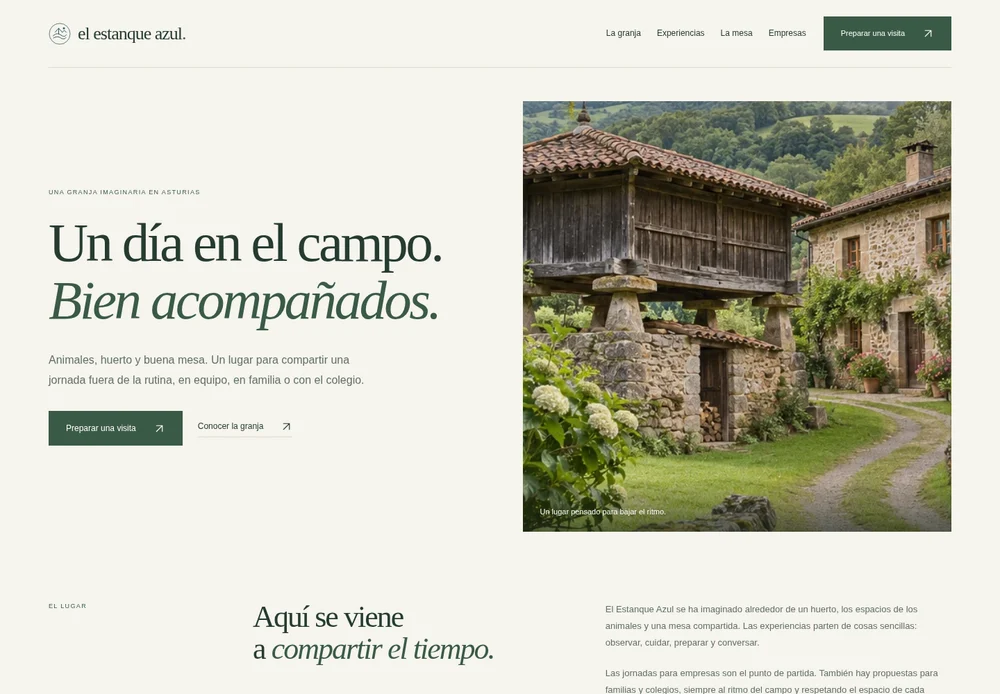 el estanque azul.
La granja
Experiencias
La mesa
Empresas
Preparar una visita
UNA GRANJA IMAGINARIA EN ASTURIAS
Un día en el campo.
Bien acompañados.
Animales, huerto y buena mesa. Un lugar para compartir una
jornada fuera de la rutina, en equipo, en familia o con el colegio.
Preparar una visita
Conocer la granja
Un lugar pensado para bajar el ritmo.
EL LUGAR
Aquí se viene
a compartir el tiempo.
El Estanque Azul se ha imaginado alrededor de un huerto, los espacios de los
animales y una mesa compartida. Las experiencias parten de cosas sencillas:
observar, cuidar, preparar y conversar.
Las jornadas para empresas son el punto de partida. También hay propuestas para
familias y colegios, siempre al ritmo del campo y respetando el espacio de cada